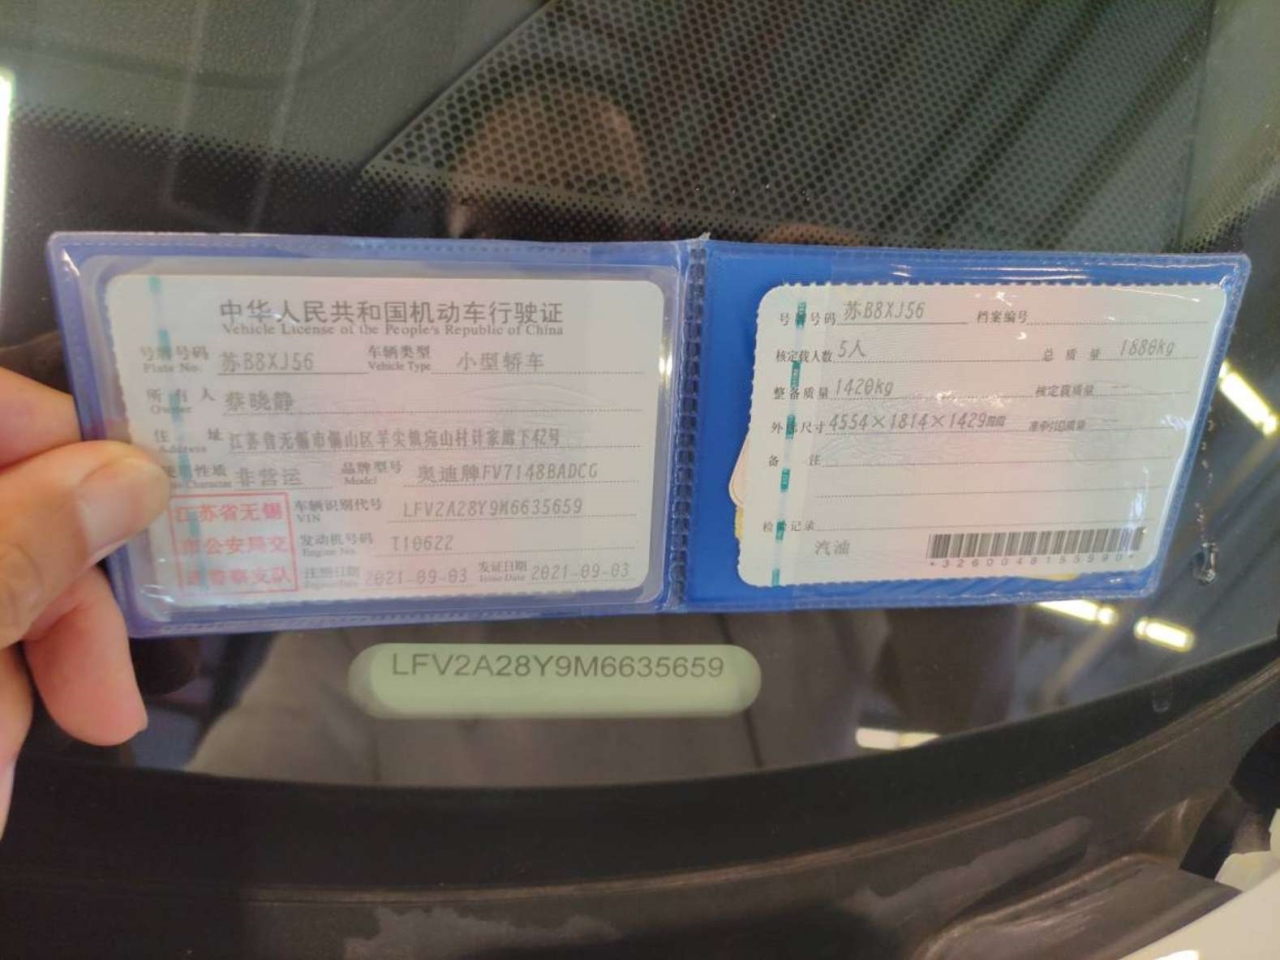 中华人民共和国机动车行驶证
Vehicle License of the People's Republic of China
号牌号码 苏B8XJ56 车辆类型 小型轿车
Plate No. Vehicle Type
所有人 蔡晓静
Owner
住址 江苏省无锡市锡山区羊尖镇宛山村计家廊下42号
Address
使用性质 非营运 品牌型号 奥迪牌FV7148BADCG
Use Character Model
江苏省无锡
市公安局交
通警察支队
车辆识别代号 LFV2A28Y9M6635659
VIN
发动机号码 I1062Z
Engine No.
注册日期 2021-09-03 发证日期 2021-09-03
Issue Date
号牌号码 苏B8XJ56 档案编号
核定载人数 5人 总质量 1880kg
整备质量 1420kg 核定载质量 --
外廓尺寸 4554×1814×1429mm 准牵引总质量 --
备注
检验记录
汽油
LFV2A28Y9M6635659